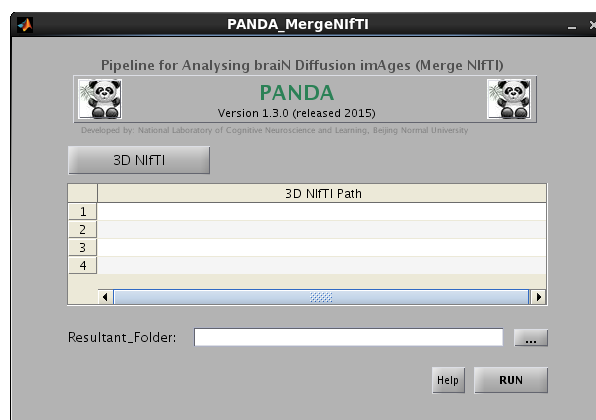 PANDA_MergeNIfTI
Pipeline for Analysing braiN Diffusion imAges (Merge NIfTI)
PANDA
Version 1.3.0 (released 2015)
Developed by: National Laboratory of Cognitive Neuroscience and Learning, Beijing Normal University
3D NIfTI
3D NIfTI Path
1
2
3
4
Resultant_Folder:
...
Help
RUN